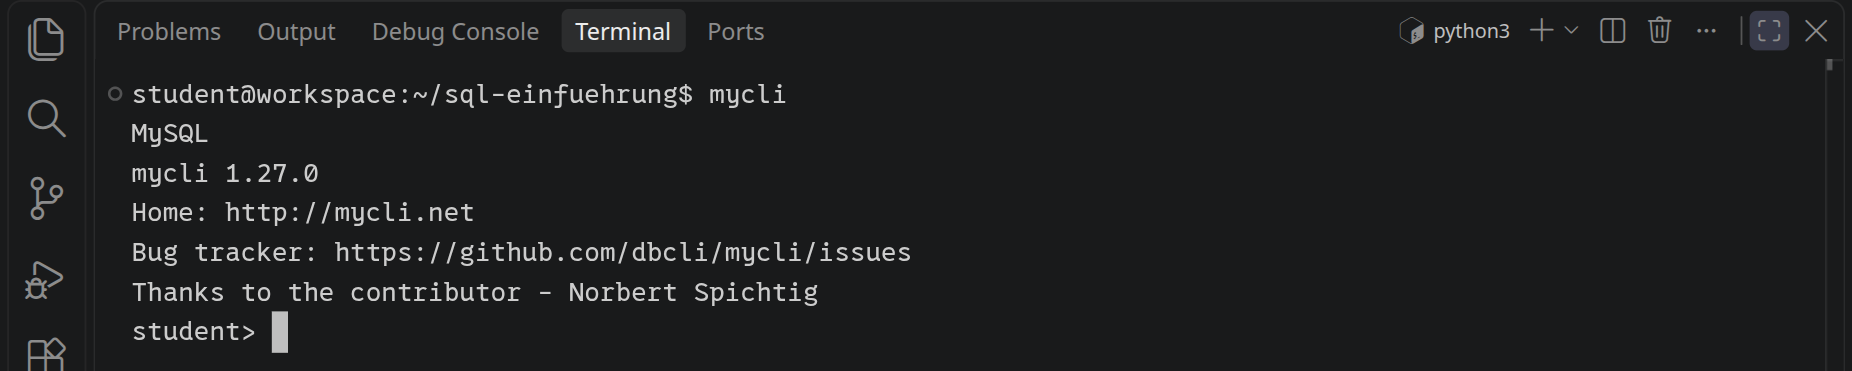 Problems Output Debug Console Terminal Ports python3
student@workspace:~/sql-einfuehrung$ mycli
MySQL
mycli 1.27.0
Home: http://mycli.net
Bug tracker: https://github.com/dbcli/mycli/issues
Thanks to the contributor - Norbert Spichtig
student>